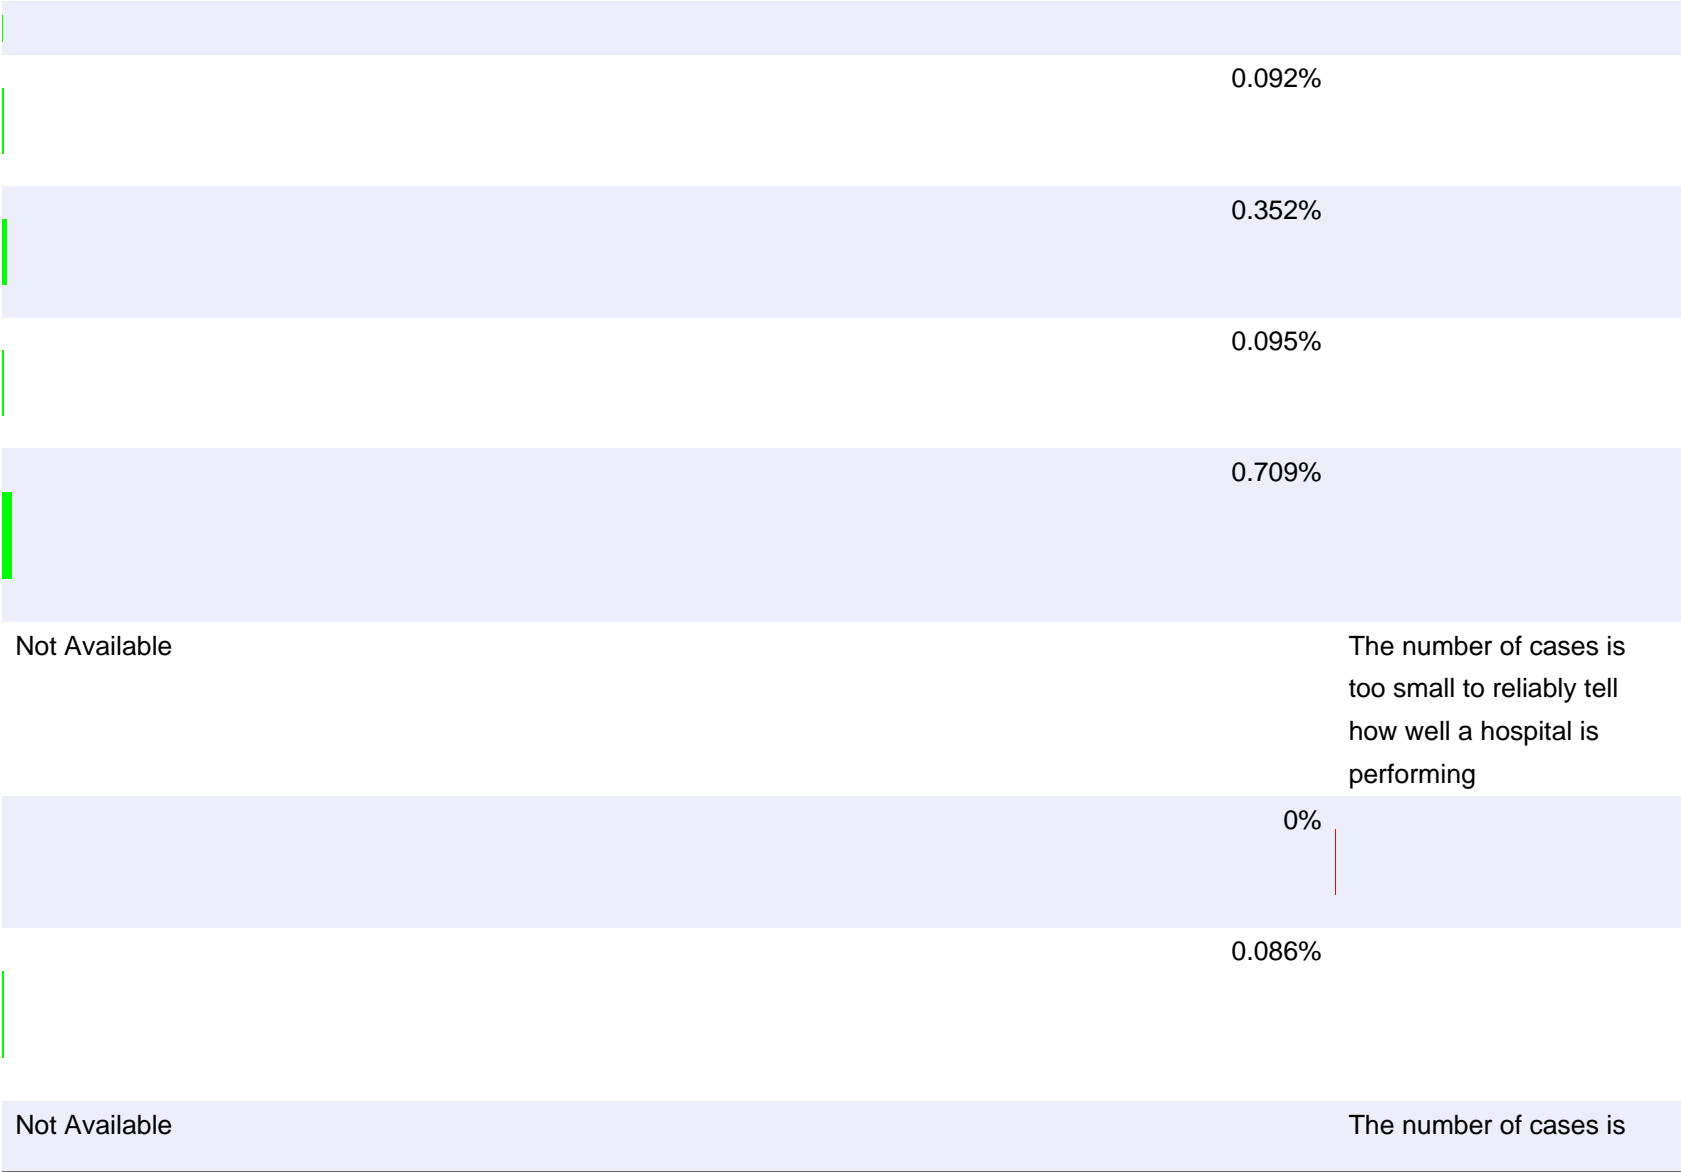 0.092%
0.352%
0.095%
0.709%
Not Available
The number of cases is
too small to reliably tell
how well a hospital is
performing
0%
0.086%
Not Available
The number of cases is